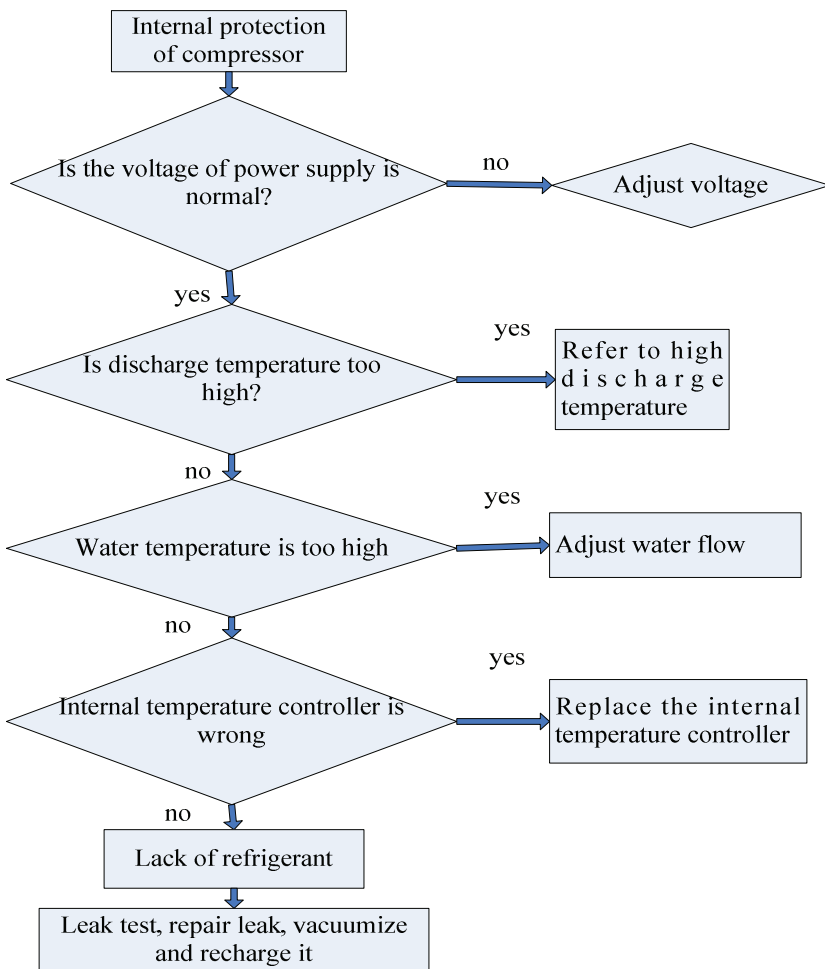 Internal protection
of compressor
Is the voltage of power supply is
normal?
no
Adjust voltage
yes
Is discharge temperature too
high?
yes
Refer to high
discharge
temperature
no
Water temperature is too high
yes
Adjust water flow
no
Internal temperature controller is
wrong
yes
Replace the internal
temperature controller
no
Lack of refrigerant
Leak test, repair leak, vacuumize
and recharge it